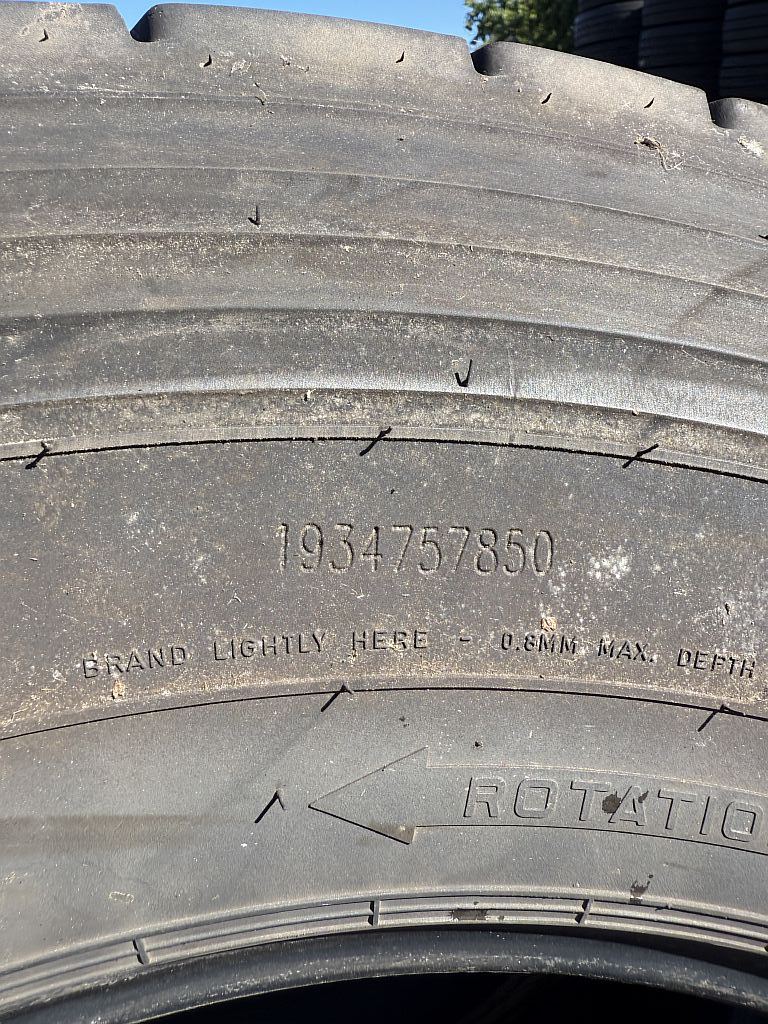 1934757850
BRAND LIGHTLY HERE - 0.8MM MAX. DEPTH
ROTATIO